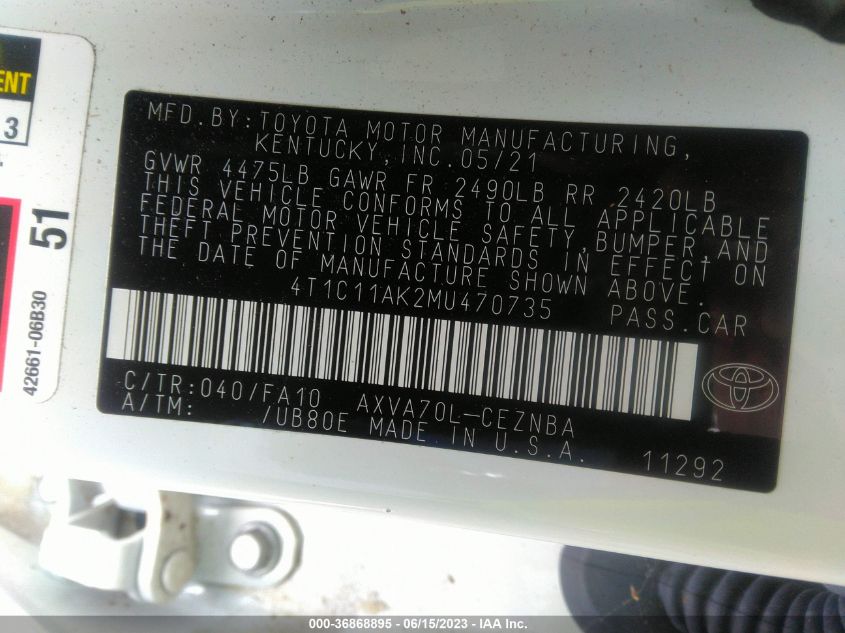 ENT
3
51
42661-06B30
MFD.BY:TOYOTA MOTOR MANUFACTURING,
KENTUCKY,INC.05/21
GVWR 4475LB GAWR FR 2490LB RR 2420LB
THIS VEHICLE CONFORMS TO ALL APPLICABLE
FEDERAL MOTOR VEHICLE SAFETY,BUMPER,AND
THEFT PREVENTION STANDARDS IN EFFECT ON
THE DATE OF MANUFACTURE SHOWN ABOVE.
4T1C11AK2MU470735 PASS.CAR
C/TR:040/FA10 AXVA70L-CEZNBA
A/TM: /UB80E MADE IN U.S.A. 11292
000-36868895 - 06/15/2023 - IAA Inc.